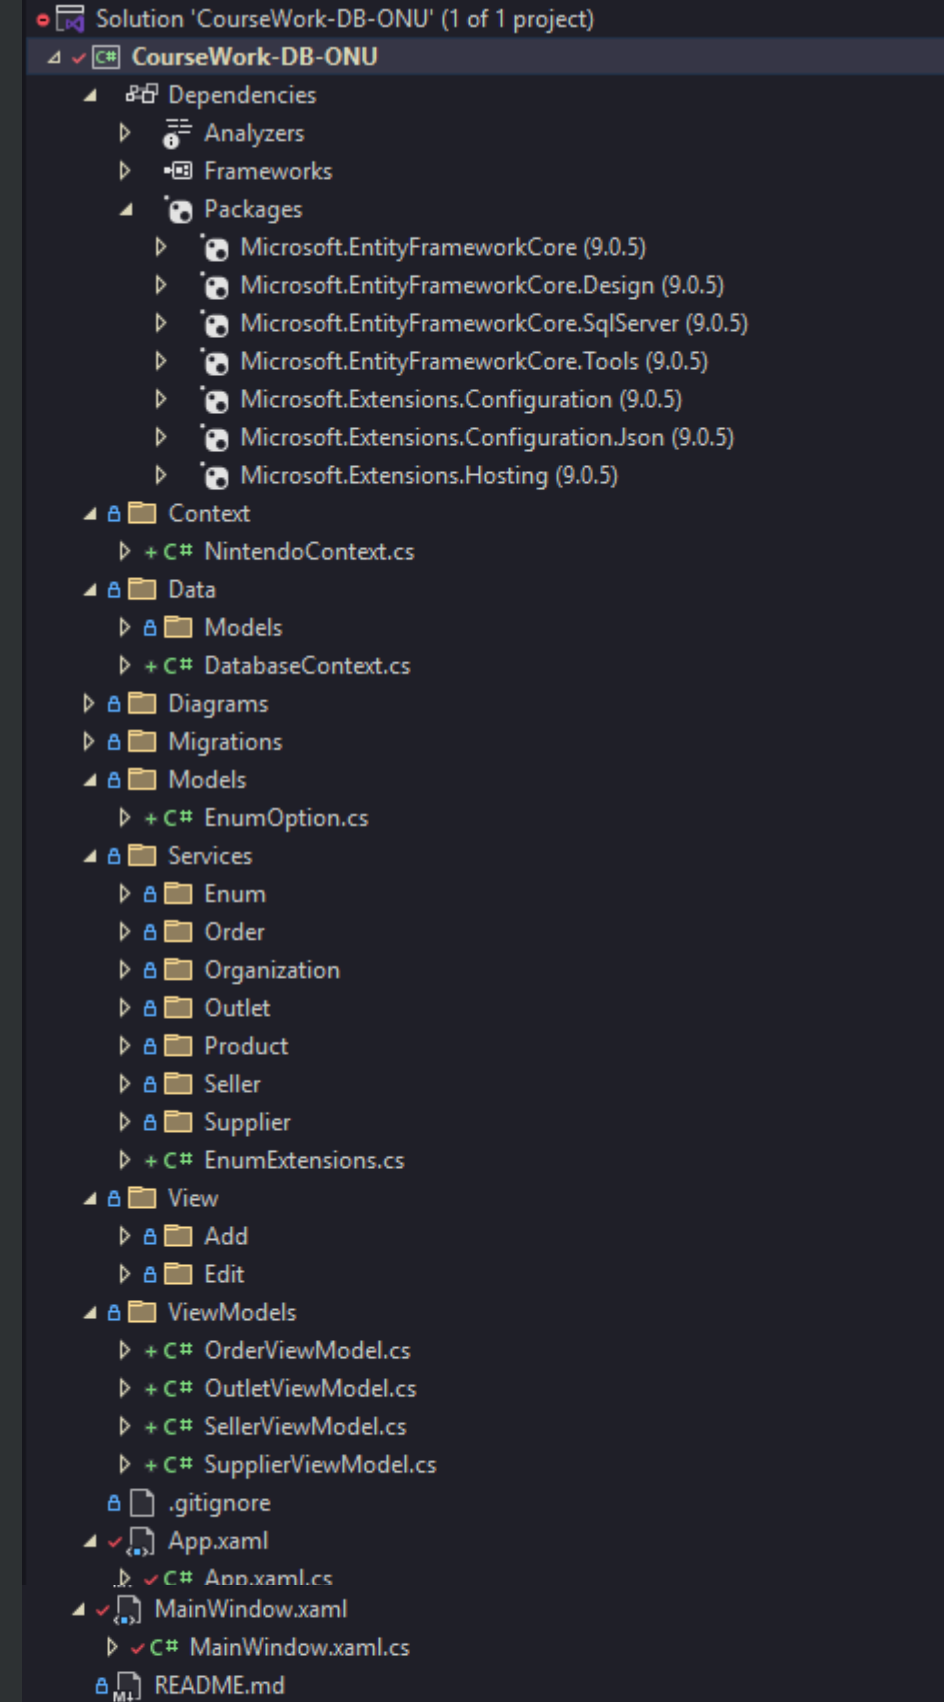 Solution 'CourseWork-DB-ONU' (1 of 1 project)
C# CourseWork-DB-ONU
Dependencies
Analyzers
Frameworks
Packages
Microsoft.EntityFrameworkCore (9.0.5)
Microsoft.EntityFrameworkCore.Design (9.0.5)
Microsoft.EntityFrameworkCore.SqlServer (9.0.5)
Microsoft.EntityFrameworkCore.Tools (9.0.5)
Microsoft.Extensions.Configuration (9.0.5)
Microsoft.Extensions.Configuration.Json (9.0.5)
Microsoft.Extensions.Hosting (9.0.5)
Context
+ C# NintendoContext.cs
Data
Models
+ C# DatabaseContext.cs
Diagrams
Migrations
Models
+ C# EnumOption.cs
Services
Enum
Order
Organization
Outlet
Product
Seller
Supplier
+ C# EnumExtensions.cs
View
Add
Edit
ViewModels
+ C# OrderViewModel.cs
+ C# OutletViewModel.cs
+ C# SellerViewModel.cs
+ C# SupplierViewModel.cs
.gitignore
App.xaml
C# App.xaml.cs
MainWindow.xaml
C# MainWindow.xaml.cs
M↓ README.md